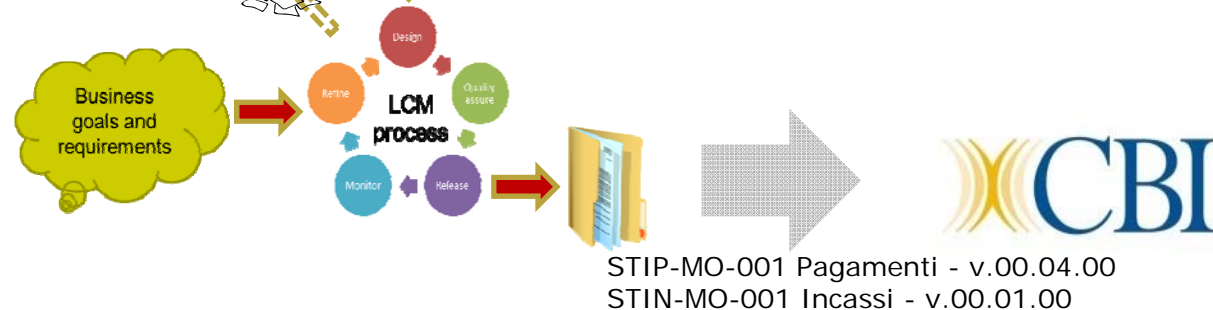 Design
Business
goals and
requirements
Refine
Quality
assure
LCM
process
Monitor
Release
CBI
STIP-MO-001 Pagamenti - v.00.04.00
STIN-MO-001 Incassi - v.00.01.00